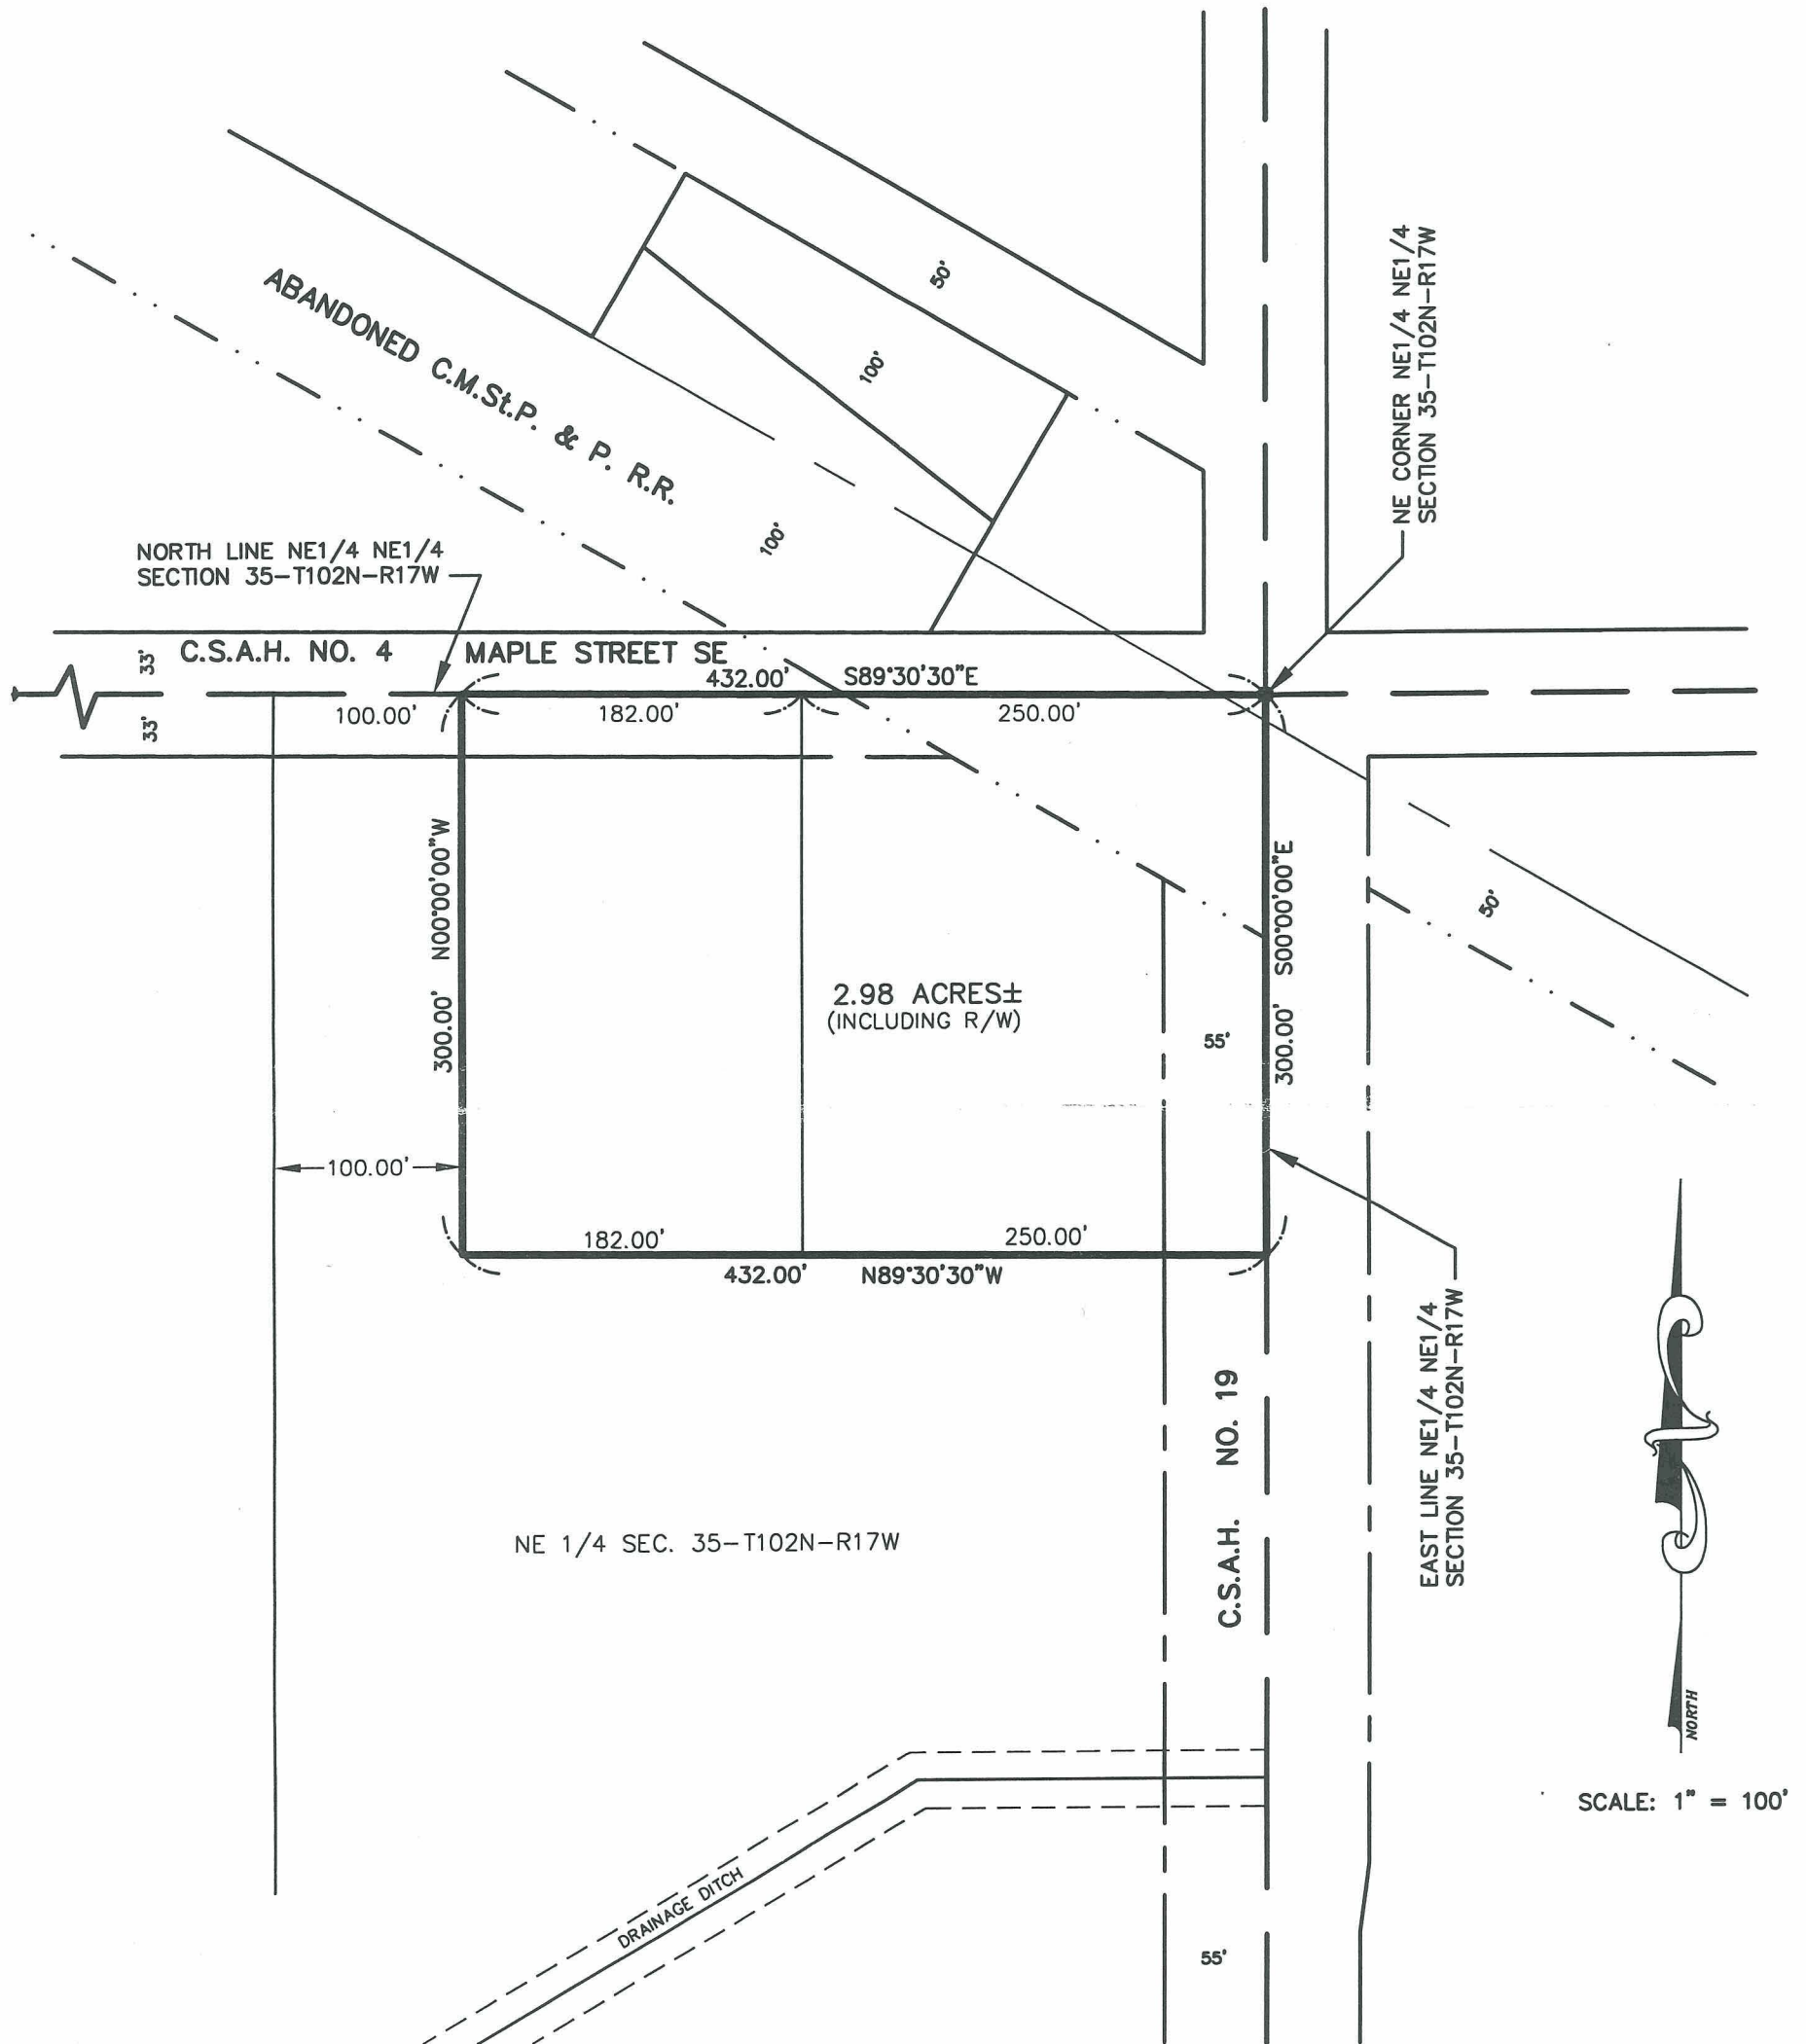 50'
100'
100'
ABANDONED C.M.St.P. & P. R.R.
NE CORNER NE1/4 NE1/4
SECTION 35-T102N-R17W
NORTH LINE NE1/4 NE1/4
SECTION 35-T102N-R17W
33'
C.S.A.H. NO. 4 MAPLE STREET SE
432.00' S89°30'30"E
33'
100.00' 182.00' 250.00'
300.00' N00°00'00"W
300.00' S00°00'00"E
50'
2.98 ACRES±
(INCLUDING R/W)
55'
100.00'
182.00' 250.00'
432.00' N89°30'30"W
EAST LINE NE1/4 NE1/4
SECTION 35-T102N-R17W
C.S.A.H. NO. 19
NE 1/4 SEC. 35-T102N-R17W
NORTH
SCALE: 1" = 100'
DRAINAGE DITCH
55'